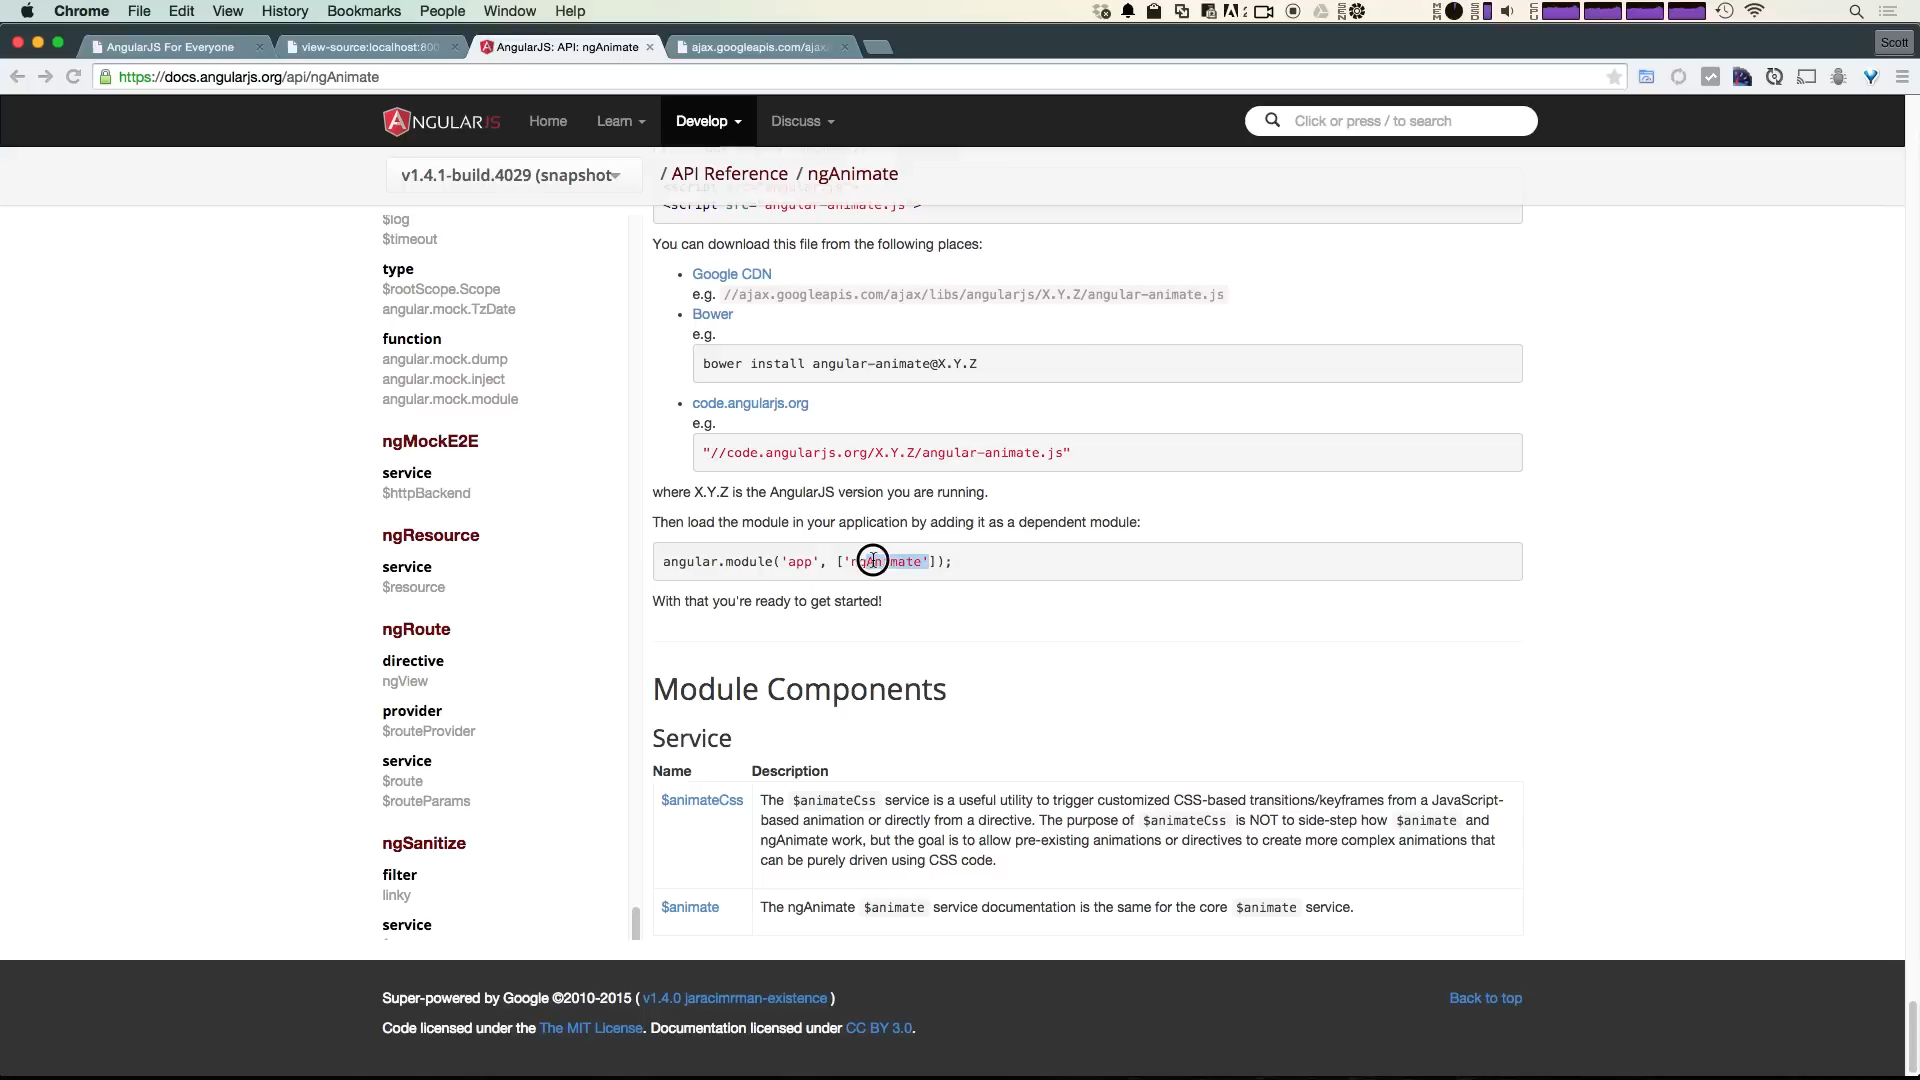 Chrome File Edit View History Bookmarks People Window Help
AngularJS For Everyone
view-source:localhost:800
AngularJS: API: ngAnimate
ajax.googleapis.com/ajax
Scott
https://docs.angularjs.org/api/ngAnimate
ANGULARJS Home Learn Develop Discuss Click or press / to search
v1.4.1-build.4029 (snapshot
/ API Reference / ngAnimate
$log
$timeout
type
$rootScope.Scope
angular.mock.TzDate
function
angular.mock.dump
angular.mock.inject
angular.mock.module
ngMockE2E
service
$httpBackend
ngResource
service
$resource
ngRoute
directive
ngView
provider
$routeProvider
service
$route
$routeParams
ngSanitize
filter
linky
service
<script src="angular-animate.js">
You can download this file from the following places:
• Google CDN
e.g. //ajax.googleapis.com/ajax/libs/angularjs/X.Y.Z/angular-animate.js
• Bower
e.g.
bower install angular-animate@X.Y.Z
• code.angularjs.org
e.g.
"//code.angularjs.org/X.Y.Z/angular-animate.js"
where X.Y.Z is the AngularJS version you are running.
Then load the module in your application by adding it as a dependent module:
angular.module('app', ['ngAnimate']);
With that you're ready to get started!
Module Components
Service
Name Description
$animateCss The $animateCss service is a useful utility to trigger customized CSS-based transitions/keyframes from a JavaScript-
based animation or directly from a directive. The purpose of $animateCss is NOT to side-step how $animate and
ngAnimate work, but the goal is to allow pre-existing animations or directives to create more complex animations that
can be purely driven using CSS code.
$animate The ngAnimate $animate service documentation is the same for the core $animate service.
Super-powered by Google ©2010-2015 ( v1.4.0 jaracimrman-existence )
Back to top
Code licensed under the The MIT License. Documentation licensed under CC BY 3.0.